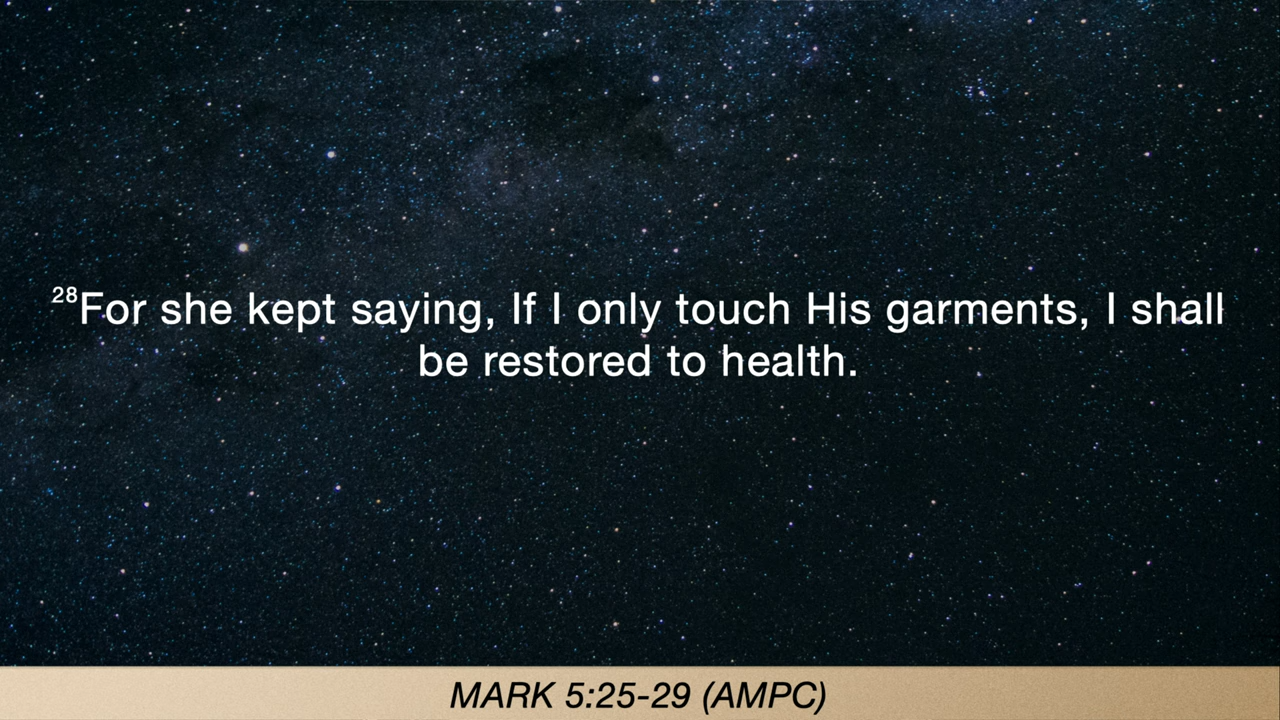 ²⁸For she kept saying, If I only touch His garments, I shall
be restored to health.
MARK 5:25-29 (AMPC)